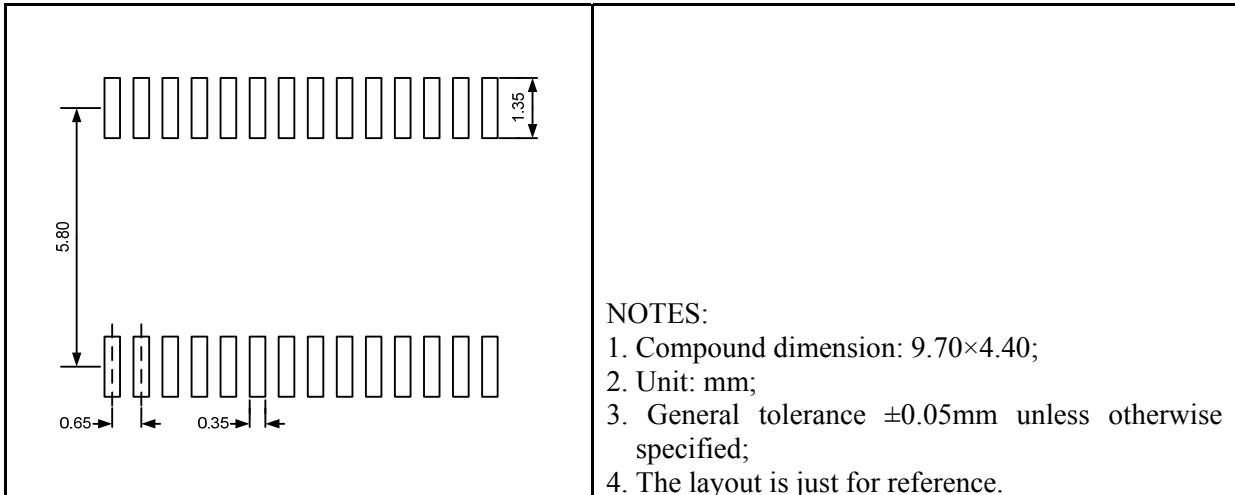 1.35
5.80
0.65
0.35
NOTES:
1. Compound dimension: 9.70×4.40;
2. Unit: mm;
3. General tolerance ±0.05mm unless otherwise
specified;
4. The layout is just for reference.